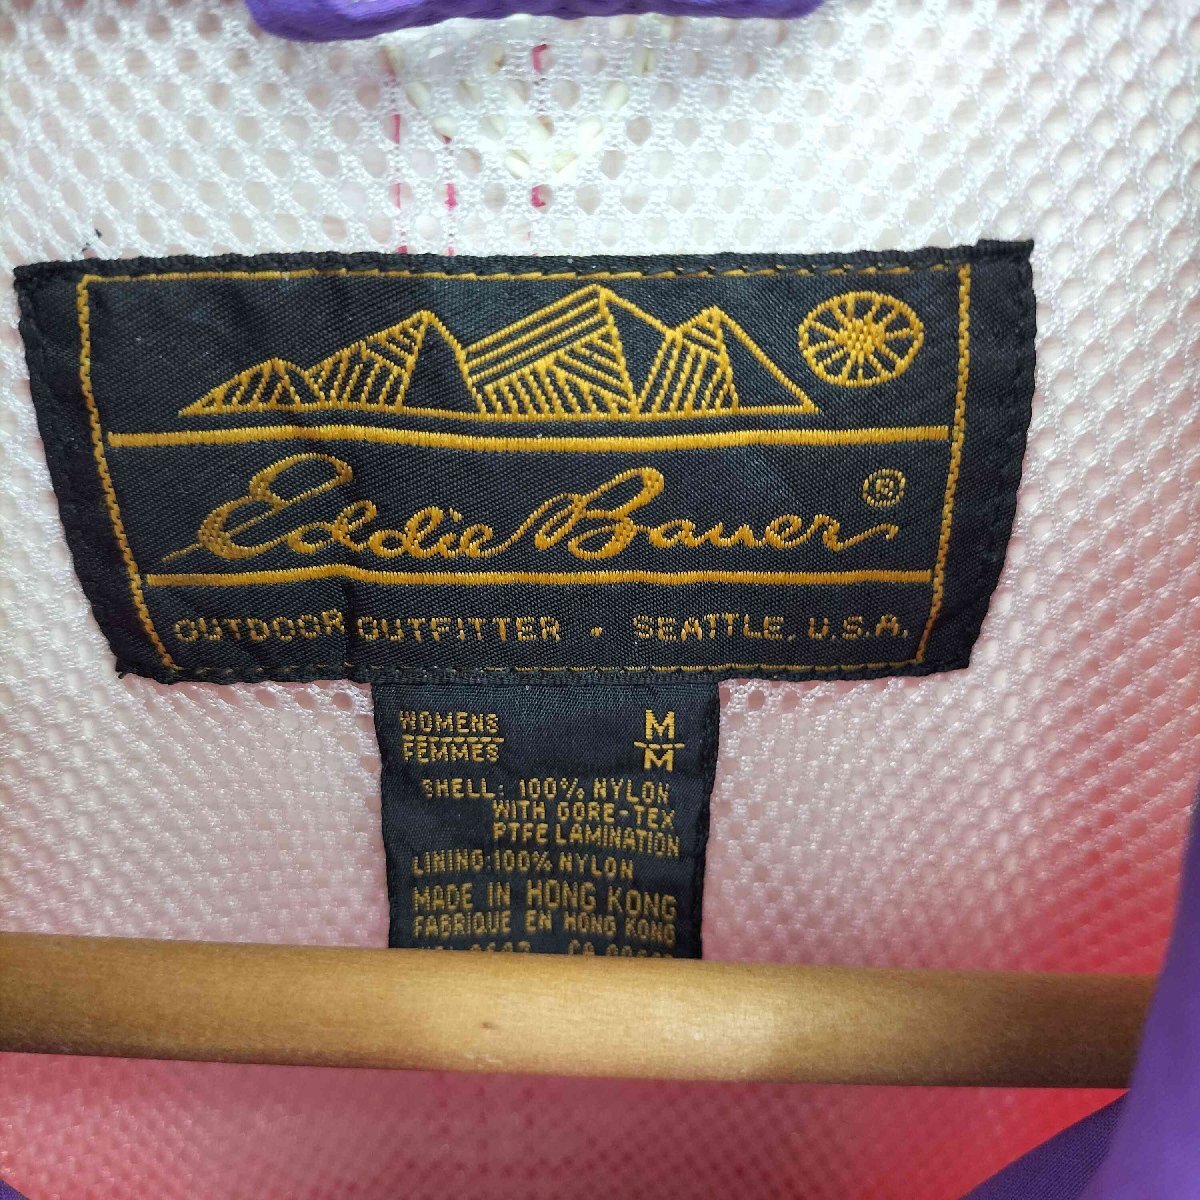 Eddie Bauer ®
OUTDOOR OUTFITTER · SEATTLE, U.S.A.
WOMENS M
FEMMES M
SHELL: 100% NYLON
WITH GORE-TEX
PTFE LAMINATION
LINING:100% NYLON
MADE IN HONG KONG
FABRIQUE EN HONG KONG